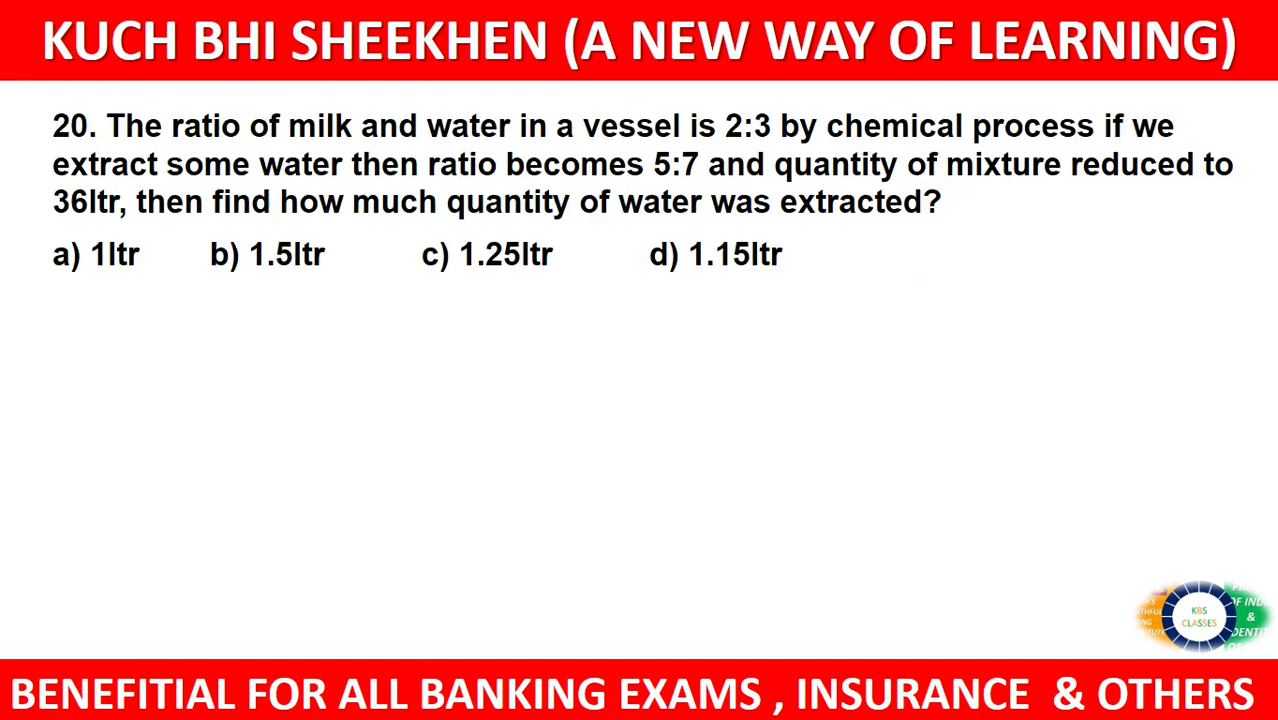 KUCH BHI SHEEKHEN (A NEW WAY OF LEARNING)
20. The ratio of milk and water in a vessel is 2:3 by chemical process if we
extract some water then ratio becomes 5:7 and quantity of mixture reduced to
36ltr, then find how much quantity of water was extracted?
a) 1ltr b) 1.5ltr c) 1.25ltr d) 1.15ltr
KBS
CLASSES
OF INDI
&
BENEFITIAL FOR ALL BANKING EXAMS , INSURANCE & OTHERS